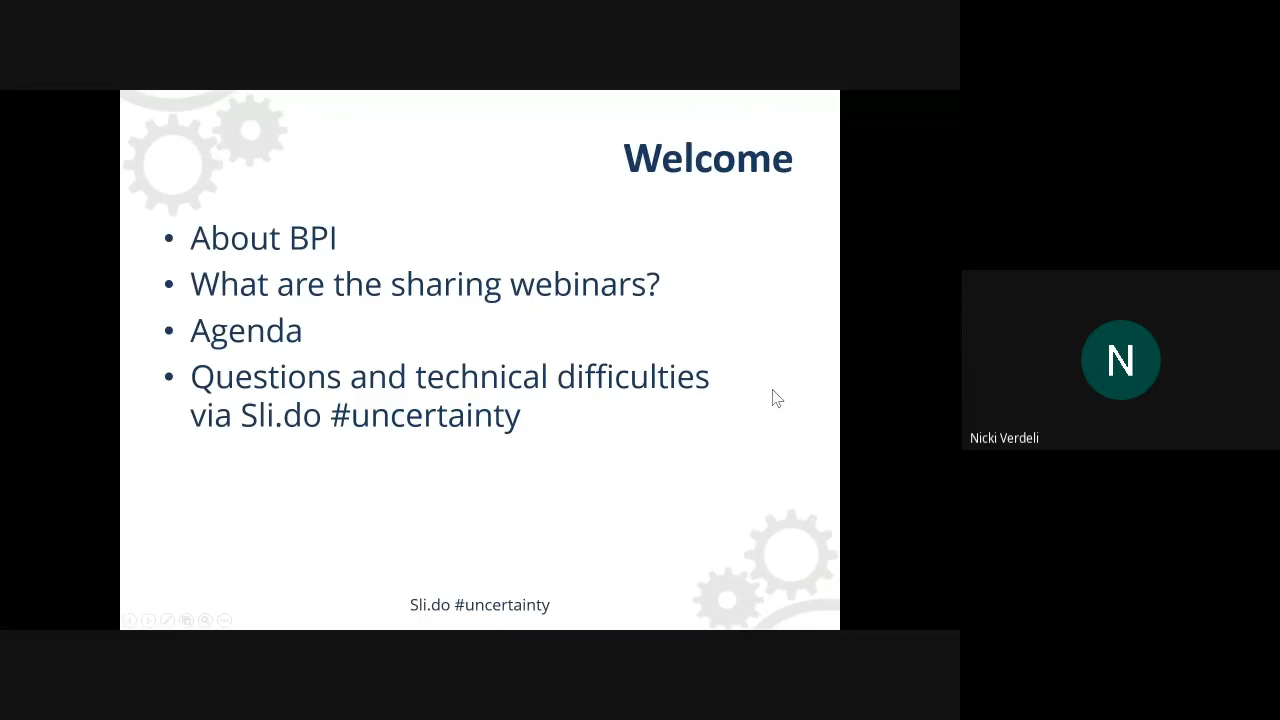 Welcome
• About BPI
• What are the sharing webinars?
• Agenda
• Questions and technical difficulties
via Sli.do #uncertainty
Sli.do #uncertainty
N
Nicki Verdeli